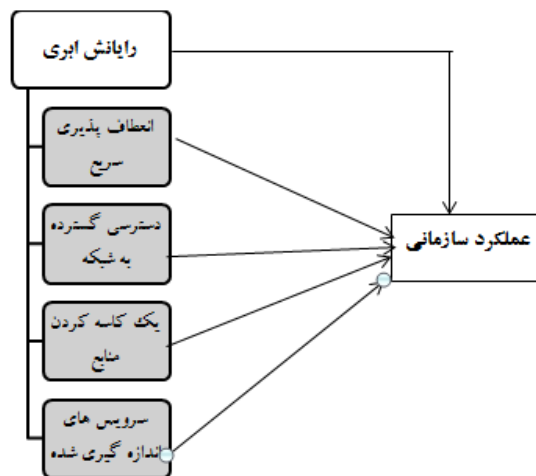 رایانش ابری
انعطاف پذیری
سریع
دسترسی گسترده
به شبکه
یک کاسه کردن
منابع
سرویس های
اندازه گیری شده
عملکرد سازمانی